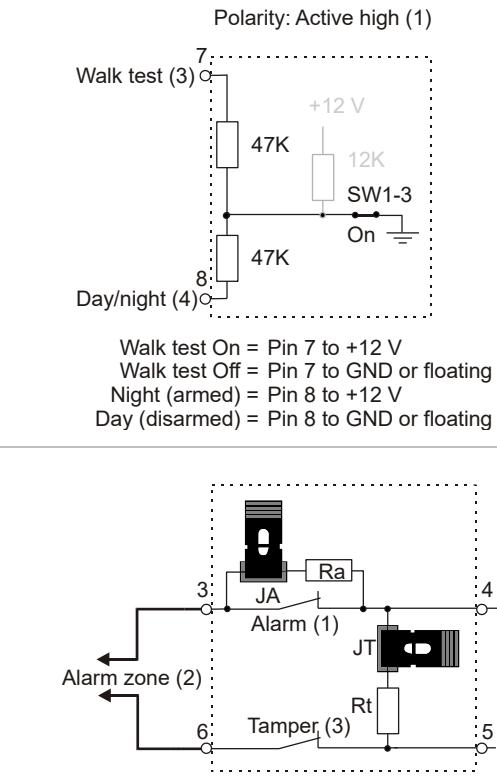 Polarity: Active high (1)
7
Walk test (3)
+12 V
47K
12K
SW1-3
On
47K
8
Day/night (4)
Walk test On = Pin 7 to +12 V
Walk test Off = Pin 7 to GND or floating
Night (armed) = Pin 8 to +12 V
Day (disarmed) = Pin 8 to GND or floating
Ra
3
JA
4
Alarm (1)
JT
Alarm zone (2)
Rt
6
Tamper (3)
5